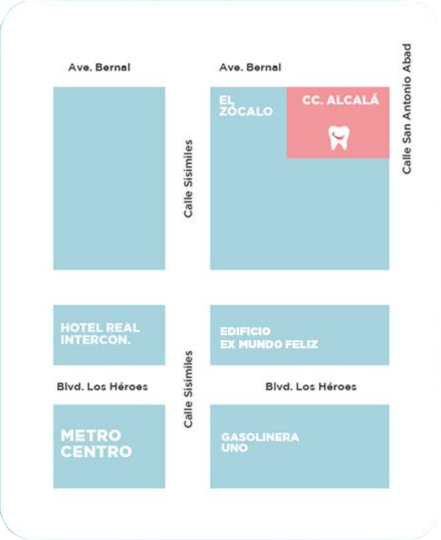 Ave. Bernal
Ave. Bernal
EL
ZÓCALO
CC. ALCALÁ
Calle San Antonio Abad
Calle Sisimiles
HOTEL REAL
INTERCON.
EDIFICIO
EX MUNDO FELIZ
Calle Sisimiles
Blvd. Los Héroes
Blvd. Los Héroes
METRO
CENTRO
GASOLINERA
UNO